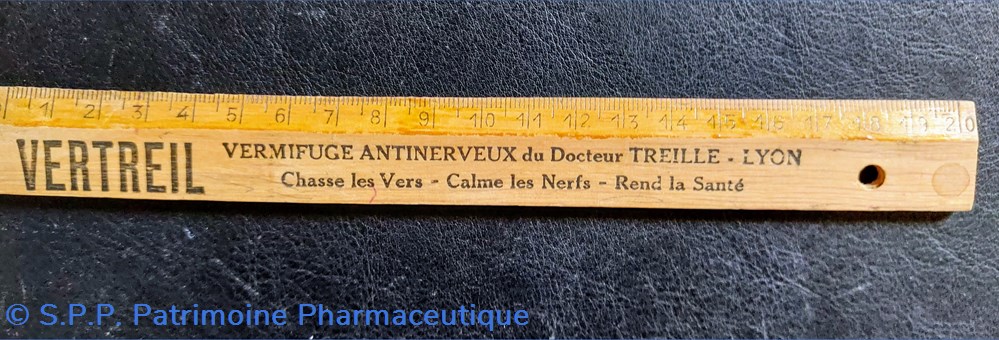 1 2 3 4 5 6 7 8 9 10 11 12 13 14 15 16 17 18 19 20
VERTREIL
VERMIFUGE ANTINERVEUX du Docteur TREILLE - LYON
Chasse les Vers - Calme les Nerfs - Rend la Santé
© S.P.P. Patrimoine Pharmaceutique